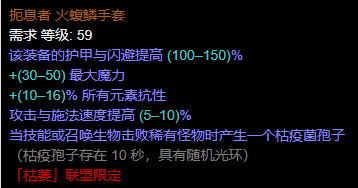 扼息者 火蝮鳞手套
需求 等级: 59
该装备的护甲与闪避提高 (100–150)%
+(30–50) 最大魔力
+(10–16)% 所有元素抗性
攻击与施法速度提高 (5–10)%
当技能或召唤生物击败稀有怪物时产生一个枯疫菌孢子
（枯疫孢子存在 10 秒，具有随机光环）
「枯萎」联盟限定